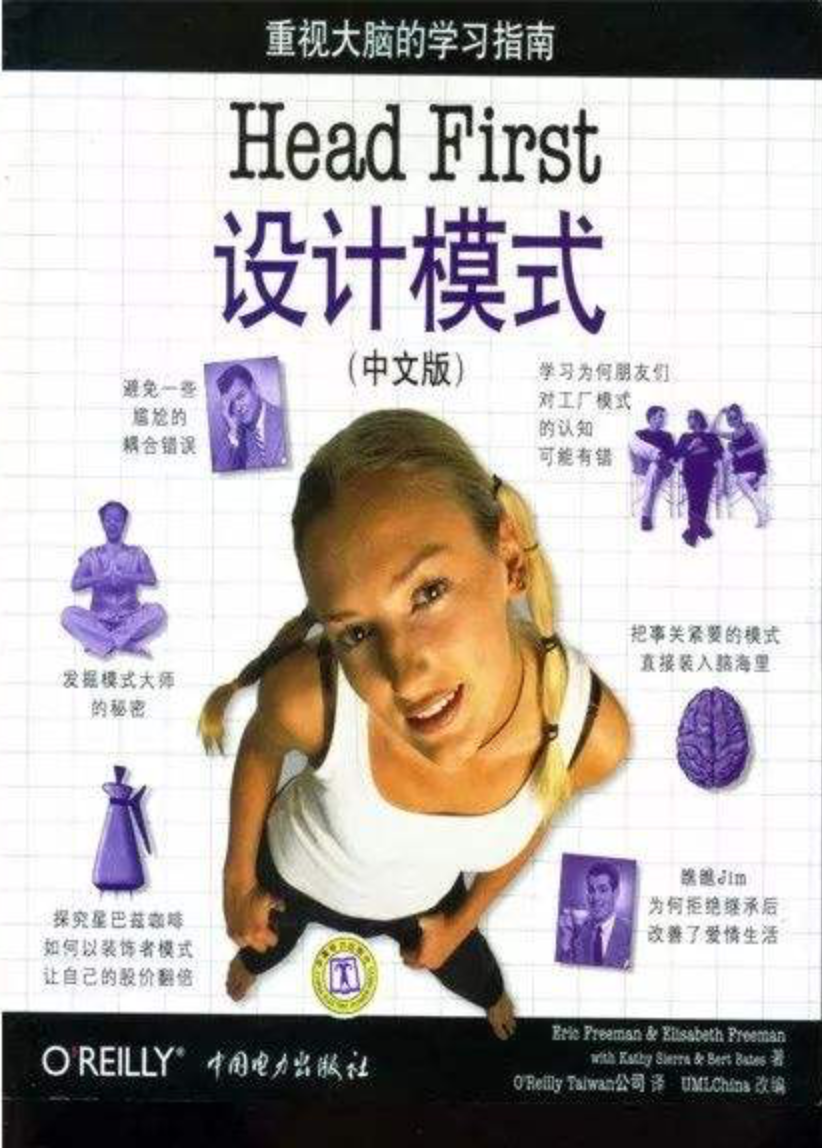 重视大脑的学习指南
Head First
设计模式
(中文版)
避免一些
尴尬的
耦合错误
学习为何朋友们
对工厂模式
的认知
可能有错
发掘模式大师
的秘密
把事关紧要的模式
直接装入脑海里
探究星巴兹咖啡
如何以装饰者模式
让自己的股价翻倍
瞧瞧Jim
为何拒绝继承后
改善了爱情生活
O'REILLY®
中国电力出版社
Eric Freeman & Elisabeth Freeman
with Kathy Sierra & Bert Bates 著
O'Reilly Taiwan公司 译 UMLChina 改编